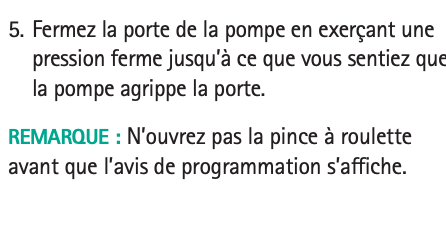 5. Fermez la porte de la pompe en exerçant une
pression ferme jusqu'à ce que vous sentiez que
la pompe agrippe la porte.
REMARQUE : N'ouvrez pas la pince à roulette
avant que l'avis de programmation s'affiche.